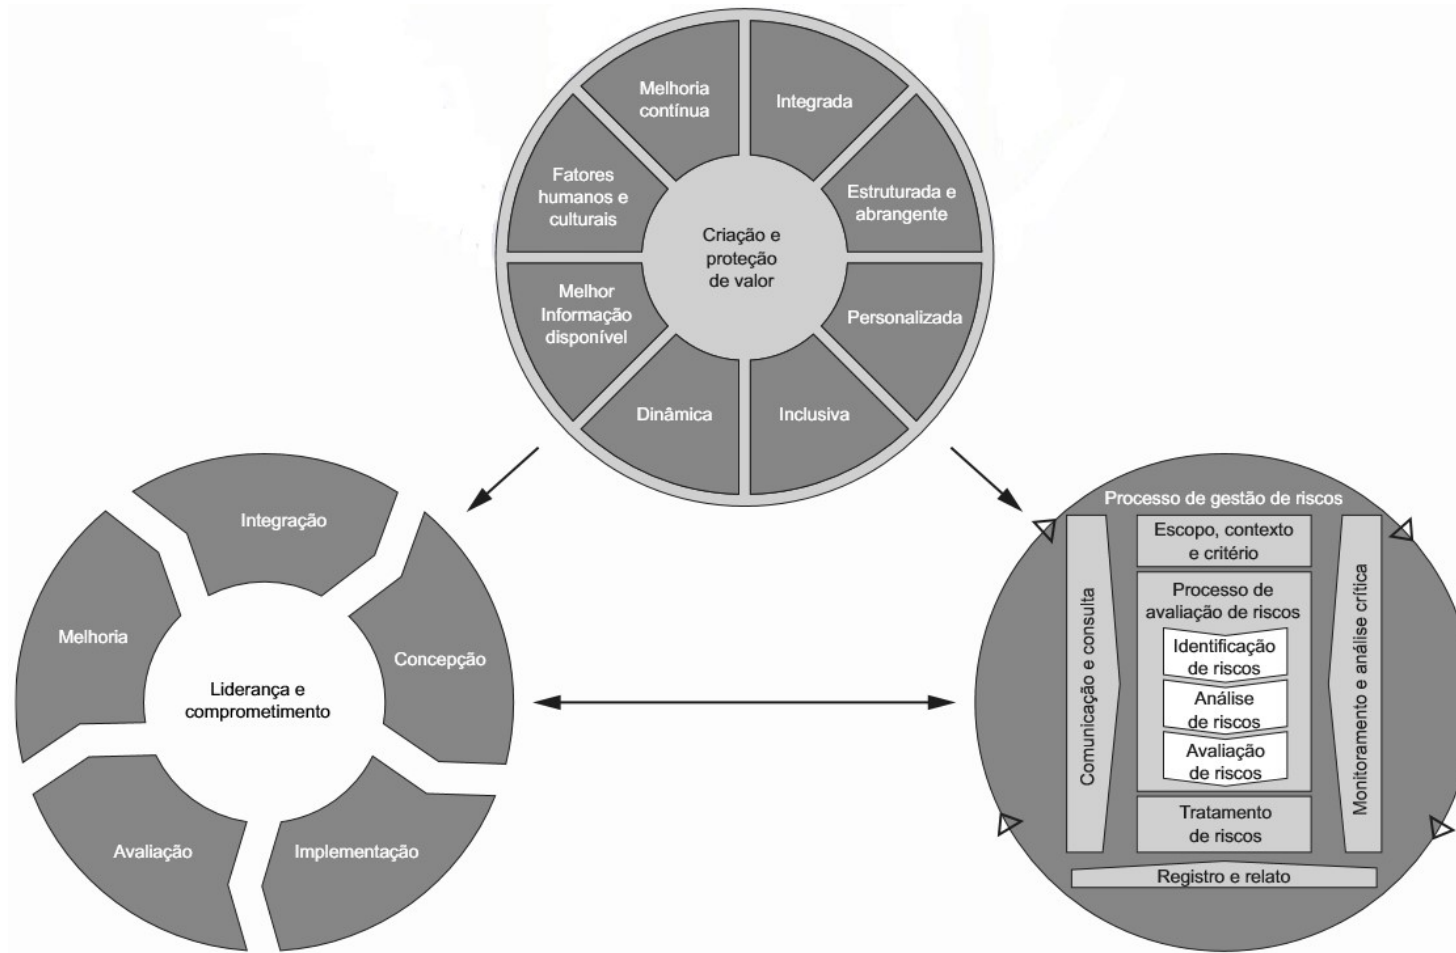 Melhoria
contínua
Integrada
Fatores
humanos e
culturais
Estruturada e
abrangente
Criação e
proteção
de valor
Melhor
Informação
disponível
Personalizada
Dinâmica
Inclusiva
Integração
Melhoria
Concepção
Liderança e
comprometimento
Avaliação
Implementação
Processo de gestão de riscos
Escopo, contexto
e critério
Processo de
avaliação de riscos
Identificação
de riscos
Análise
de riscos
Avaliação
de riscos
Tratamento
de riscos
Comunicação e consulta
Monitoramento e análise crítica
Registro e relato